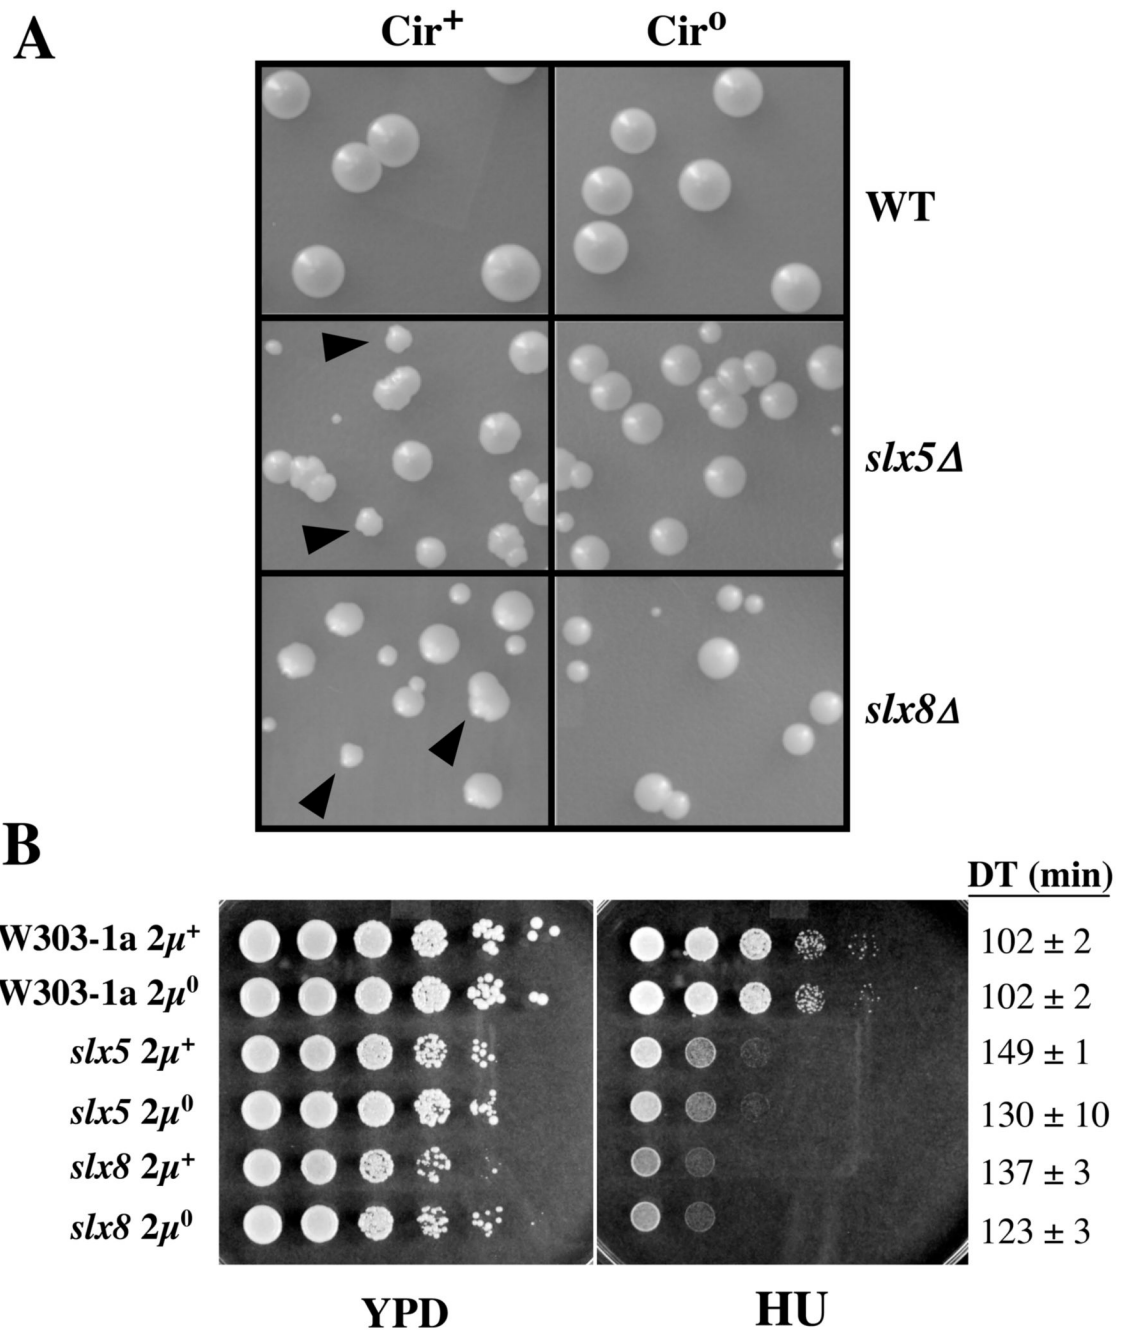 A
Cir⁺ Cir⁰
WT
slx5Δ
slx8Δ
B
DT (min)
W303-1a 2μ⁺ 102 ± 2
W303-1a 2μ⁰ 102 ± 2
slx5 2μ⁺ 149 ± 1
slx5 2μ⁰ 130 ± 10
slx8 2μ⁺ 137 ± 3
slx8 2μ⁰ 123 ± 3
YPD HU